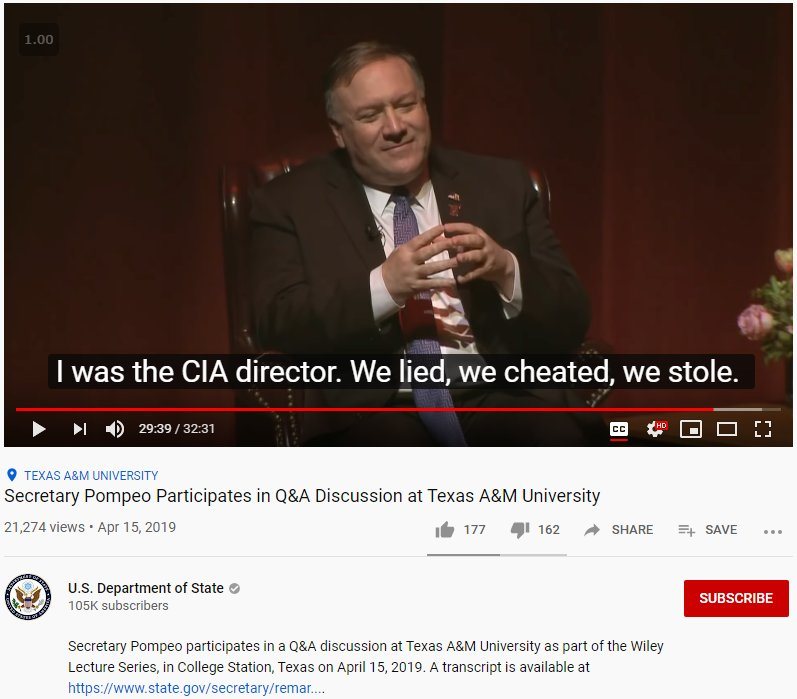 1.00
I was the CIA director. We lied, we cheated, we stole.
29:39 / 32:31
CC
HD
TEXAS A&M UNIVERSITY
Secretary Pompeo Participates in Q&A Discussion at Texas A&M University
21,274 views • Apr 15, 2019
177
162
SHARE
SAVE
U.S. Department of State
105K subscribers
SUBSCRIBE
Secretary Pompeo participates in a Q&A discussion at Texas A&M University as part of the Wiley
Lecture Series, in College Station, Texas on April 15, 2019. A transcript is available at
https://www.state.gov/secretary/remar....